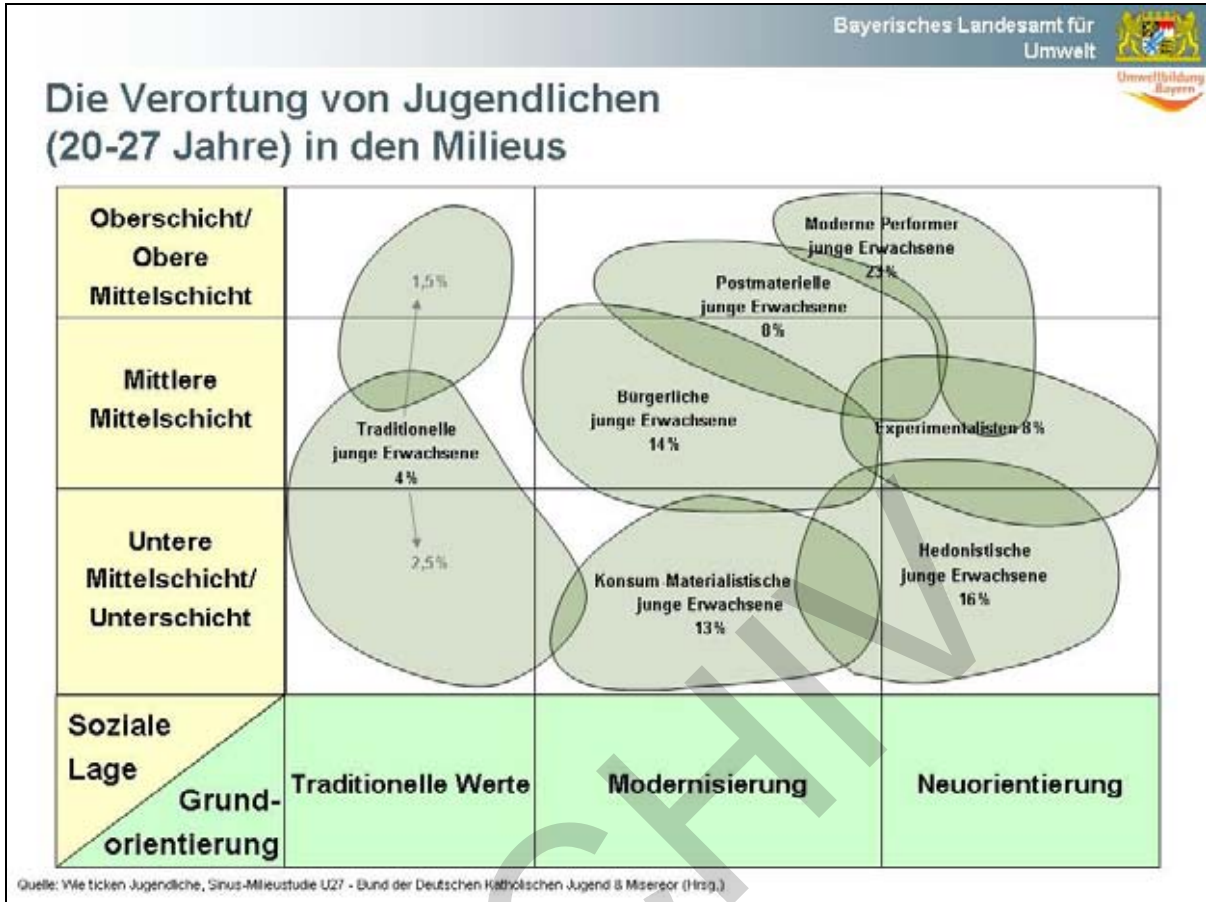 Bayerisches Landesamt für
Umwelt
Umweltbildung
Bayern
Die Verortung von Jugendlichen
(20-27 Jahre) in den Milieus
Oberschicht/
Obere
Mittelschicht
Mittlere
Mittelschicht
Untere
Mittelschicht/
Unterschicht
1,5%
Traditionelle
junge Erwachsene
4%
2,5%
Moderne Performer
junge Erwachsene
Postmaterielle
junge Erwachsene
Bürgerliche
junge Erwachsene
14%
Experimentalisten 8%
Konsum-Materialistische
junge Erwachsene
13%
Hedonistische
junge Erwachsene
16%
Soziale
Lage
Grund-
orientierung
Traditionelle Werte
Modernisierung
Neuorientierung
Quelle: Wie ticken Jugendliche, Sinus-Milieustudie U27 - Bund der Deutschen Katholischen Jugend & Misereor (Hrsg.)
CHIV